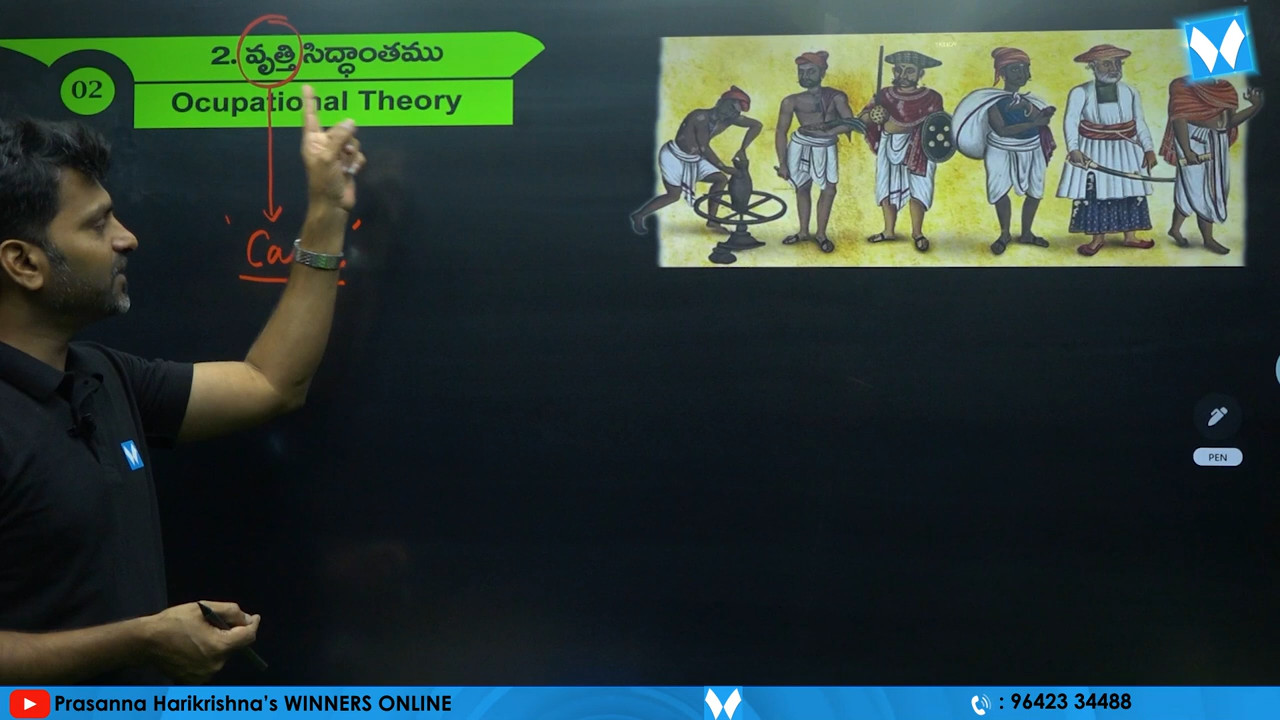 2. వృత్తి సిద్ధాంతము
02
Ocupational Theory
PEN
Prasanna Harikrishna's WINNERS ONLINE
: 96423 34488